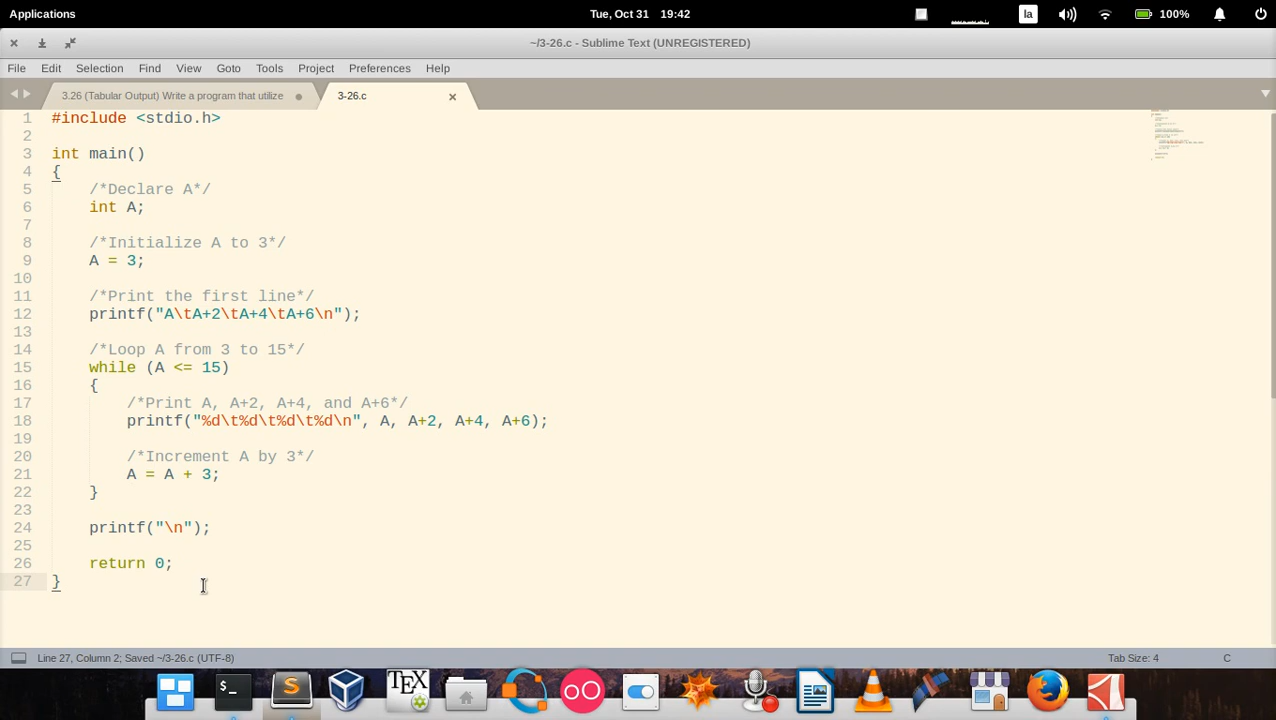 Applications
Tue, Oct 31 19:42
la
100%
~/3-26.c - Sublime Text (UNREGISTERED)
File Edit Selection Find View Goto Tools Project Preferences Help
3.26 (Tabular Output) Write a program that utilize
3-26.c
1 #include <stdio.h>
2
3 int main()
4 {
5 /*Declare A*/
6 int A;
7
8 /*Initialize A to 3*/
9 A = 3;
10
11 /*Print the first line*/
12 printf("A\tA+2\tA+4\tA+6\n");
13
14 /*Loop A from 3 to 15*/
15 while (A <= 15)
16 {
17 /*Print A, A+2, A+4, and A+6*/
18 printf("%d\t%d\t%d\t%d\n", A, A+2, A+4, A+6);
19
20 /*Increment A by 3*/
21 A = A + 3;
22 }
23
24 printf("\n");
25
26 return 0;
27 }
Line 27, Column 2; Saved ~/3-26.c (UTF-8)
Tab Size: 4
C
>_
S
TEX